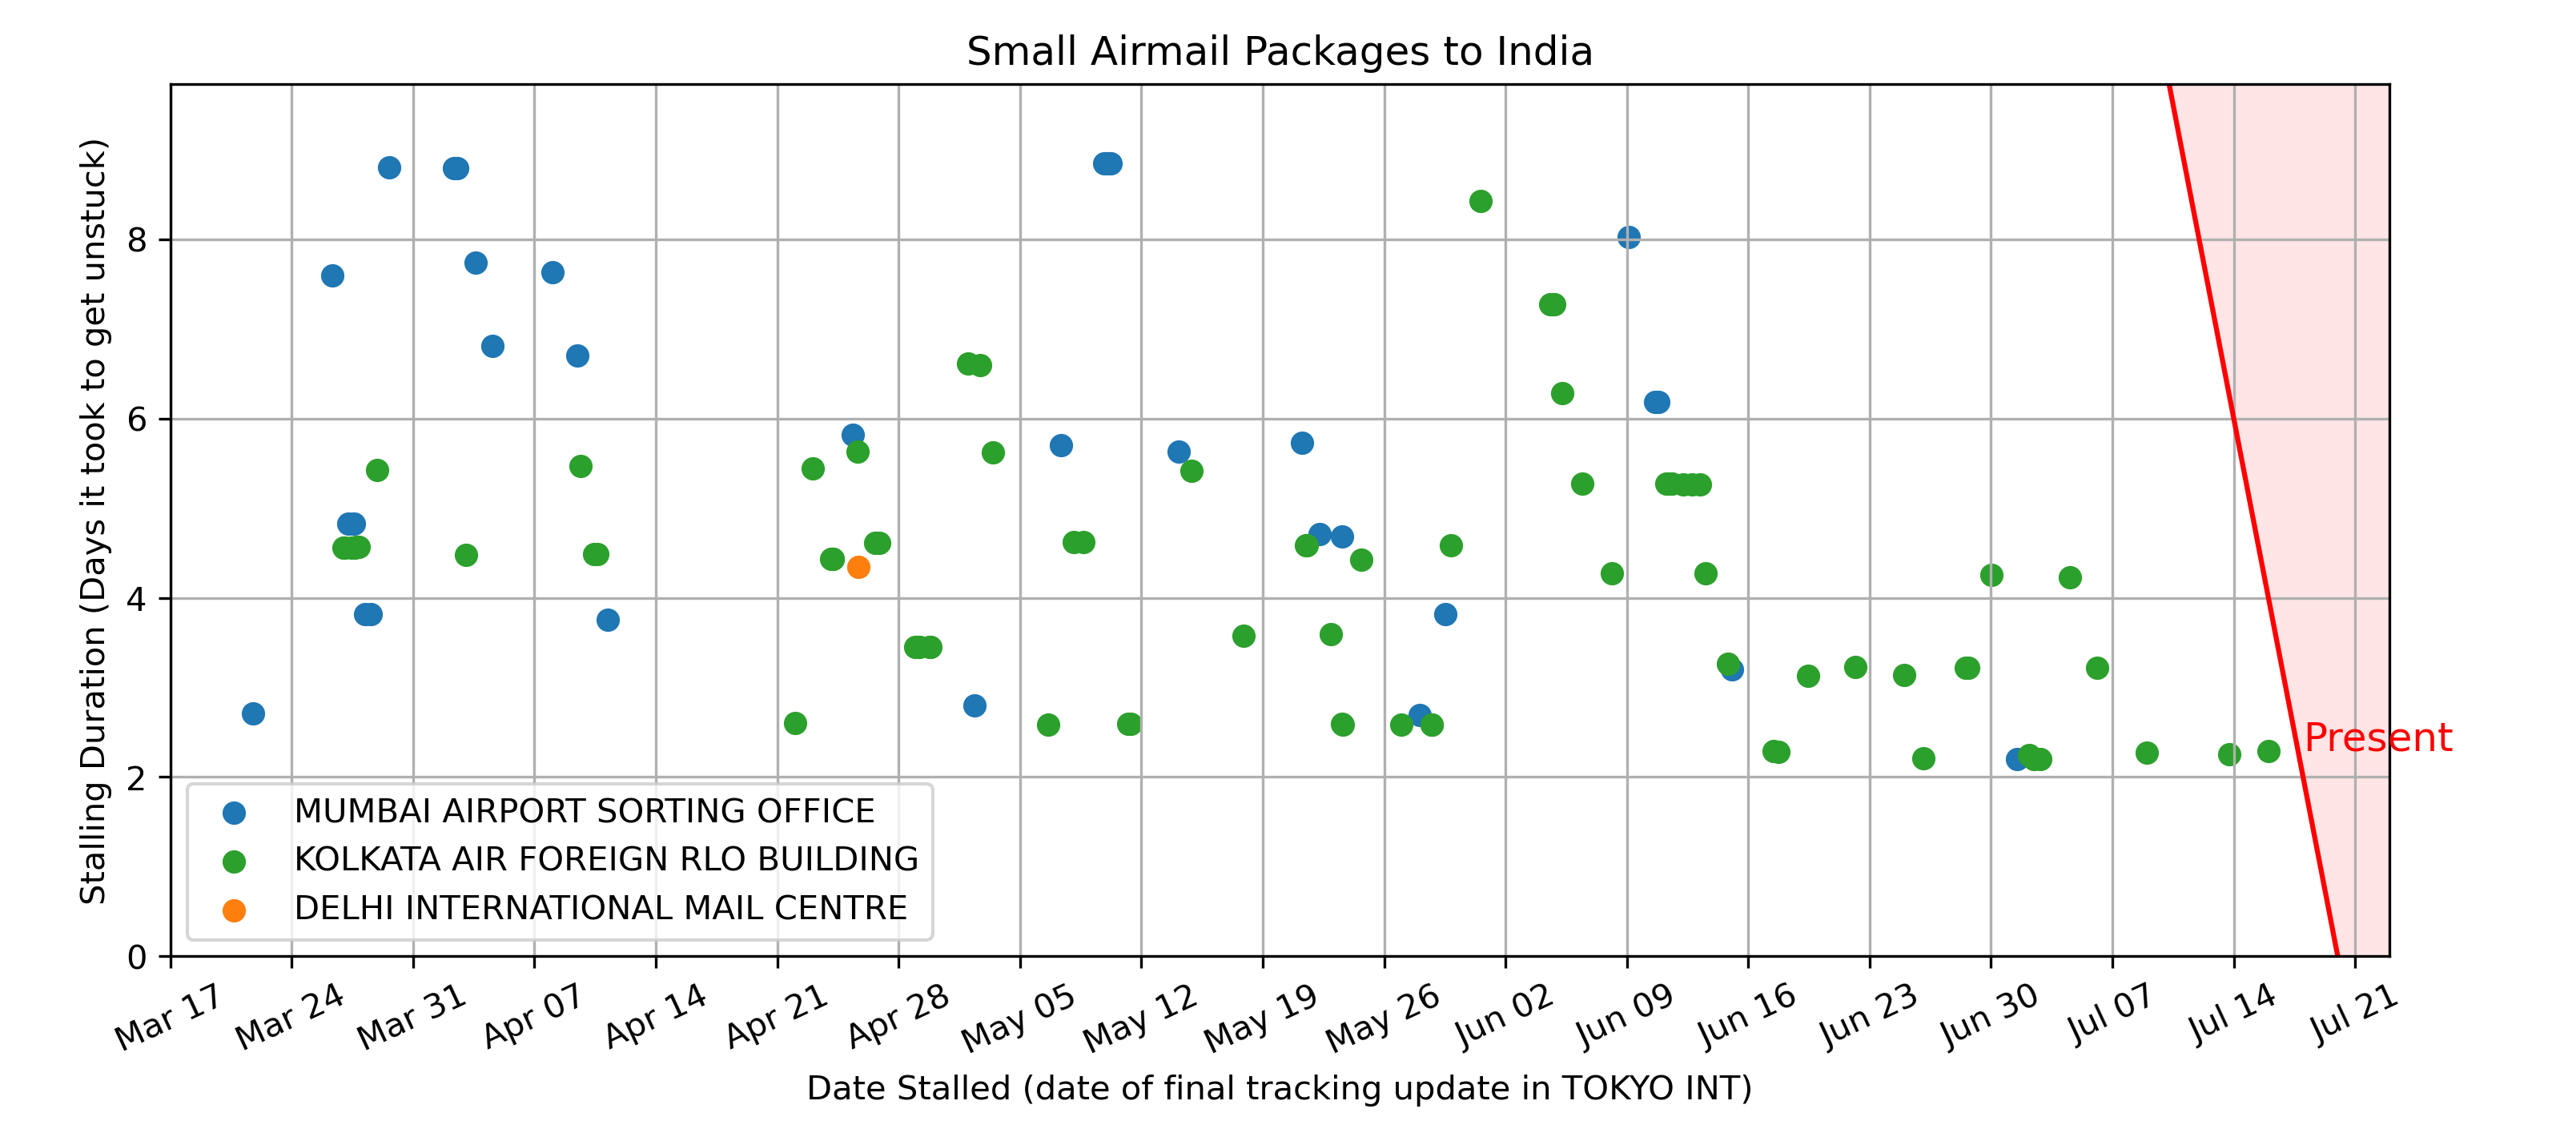 Small Airmail Packages to India
Stalling Duration (Days it took to get unstuck)
8
6
4
2
0
Present
MUMBAI AIRPORT SORTING OFFICE
KOLKATA AIR FOREIGN RLO BUILDING
DELHI INTERNATIONAL MAIL CENTRE
Mar 17 Mar 24 Mar 31 Apr 07 Apr 14 Apr 21 Apr 28 May 05 May 12 May 19 May 26 Jun 02 Jun 09 Jun 16 Jun 23 Jun 30 Jul 07 Jul 14 Jul 21
Date Stalled (date of final tracking update in TOKYO INT)